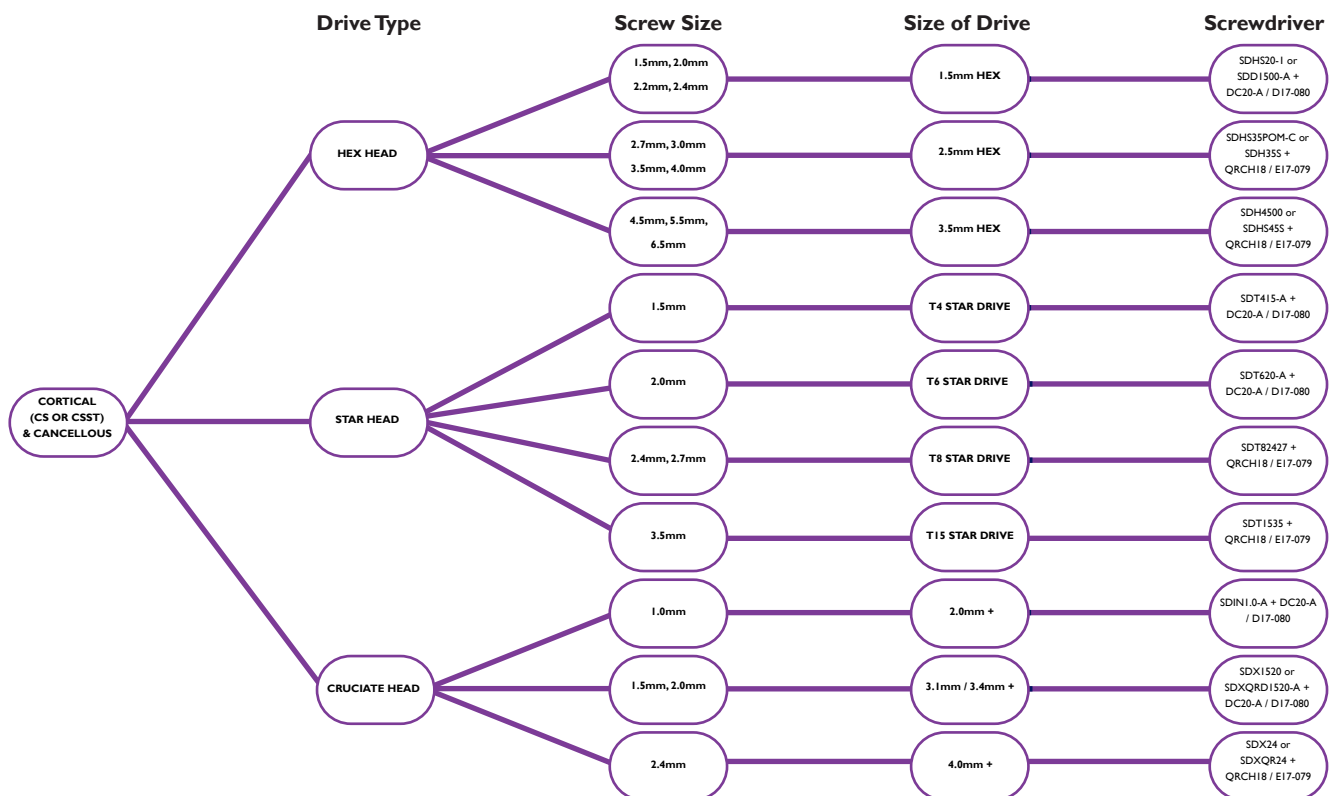 Drive Type
Screw Size
Size of Drive
Screwdriver
CORTICAL
(CS OR CSST)
& CANCELLOUS
HEX HEAD
1.5mm, 2.0mm
2.2mm, 2.4mm
1.5mm HEX
SDHS20-1 or
SDD1500-A +
DC20-A / D17-080
2.7mm, 3.0mm
3.5mm, 4.0mm
2.5mm HEX
SDHS35POM-C or
SDH35S +
QRCH18 / E17-079
4.5mm, 5.5mm,
6.5mm
3.5mm HEX
SDH4500 or
SDHS45S +
QRCH18 / E17-079
STAR HEAD
1.5mm
T4 STAR DRIVE
SDT415-A +
DC20-A / D17-080
2.0mm
T6 STAR DRIVE
SDT620-A +
DC20-A / D17-080
2.4mm, 2.7mm
T8 STAR DRIVE
SDT82427 +
QRCH18 / E17-079
3.5mm
T15 STAR DRIVE
SDT1535 +
QRCH18 / E17-079
CRUCIATE HEAD
1.0mm
2.0mm +
SDIN1.0-A + DC20-A
/ D17-080
1.5mm, 2.0mm
3.1mm / 3.4mm +
SDX1520 or
SDXQRD1520-A +
DC20-A / D17-080
2.4mm
4.0mm +
SDX24 or
SDXQR24 +
QRCH18 / E17-079